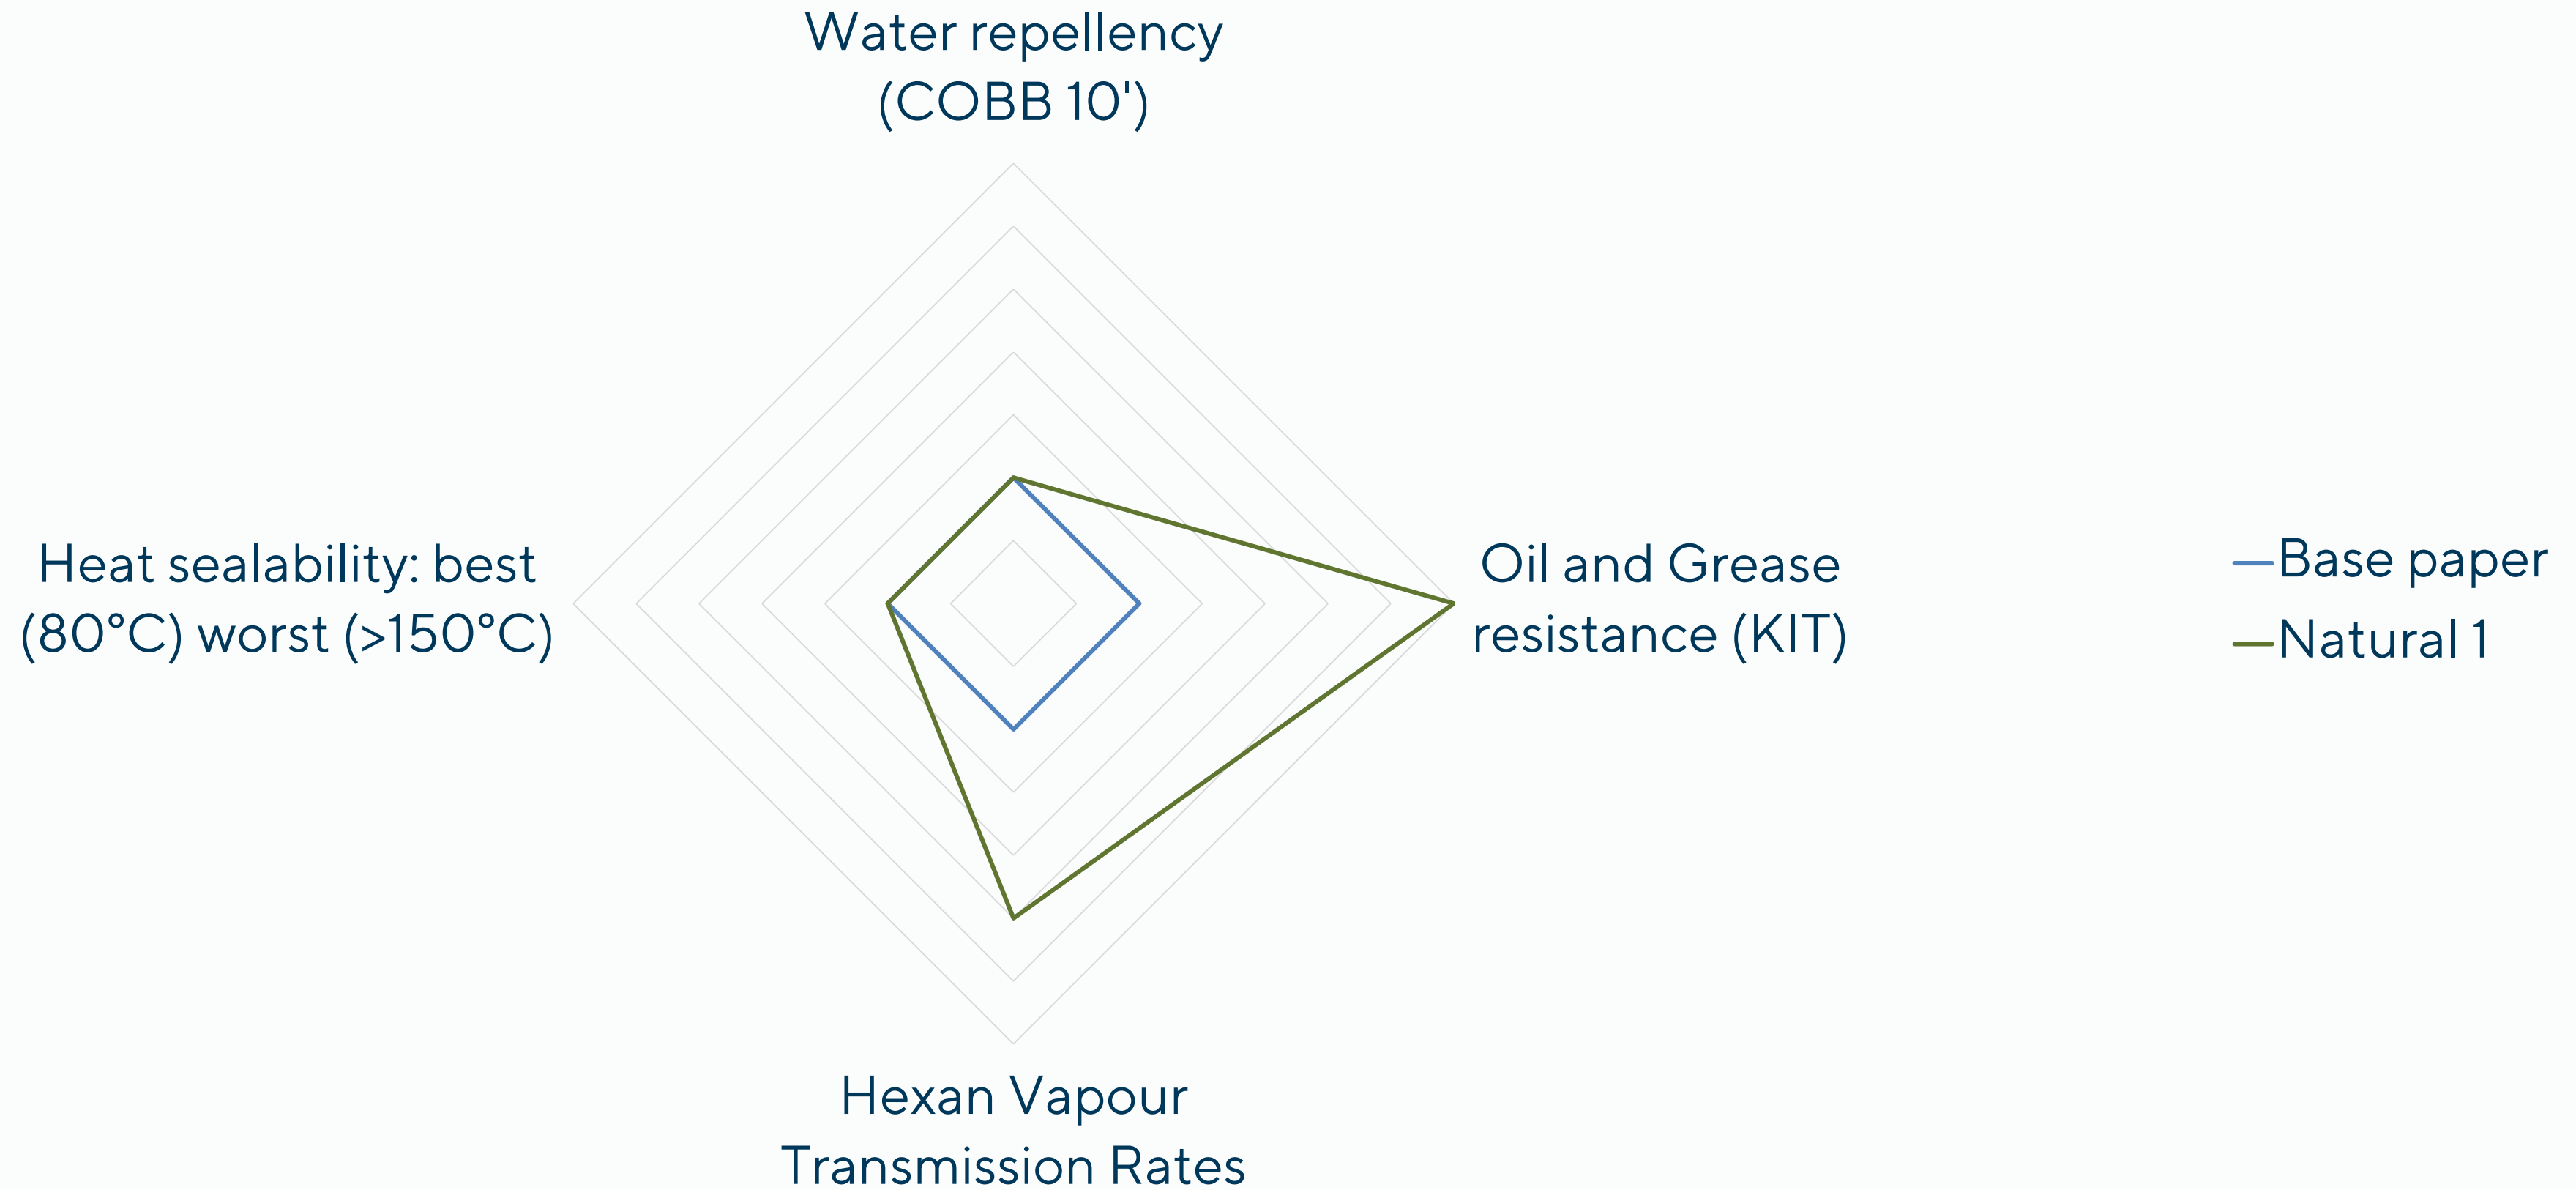 Water repellency
(COBB 10')
Heat sealability: best
(80°C) worst (>150°C)
Oil and Grease
resistance (KIT)
Base paper
Natural 1
Hexan Vapour
Transmission Rates